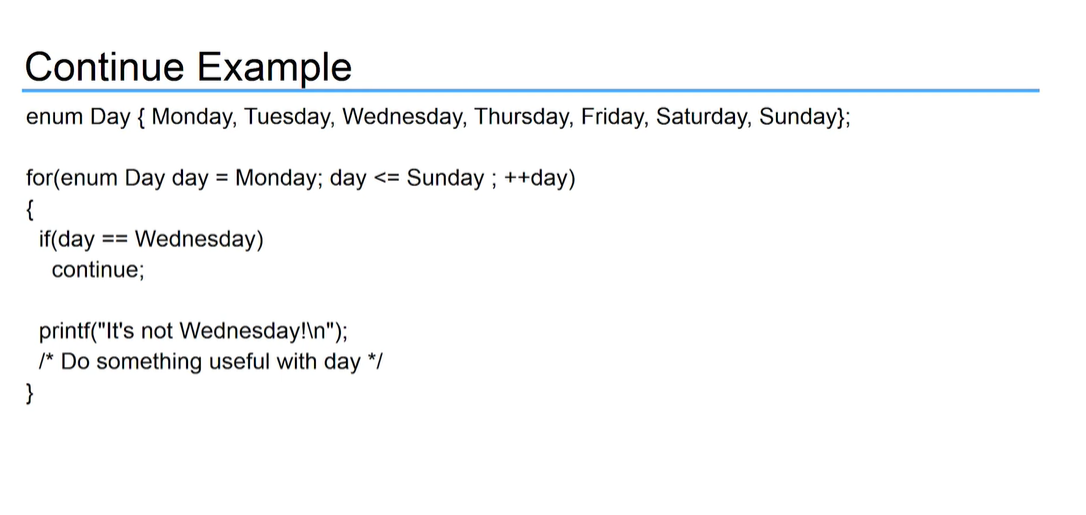 Continue Example
enum Day { Monday, Tuesday, Wednesday, Thursday, Friday, Saturday, Sunday};
for(enum Day day = Monday; day <= Sunday ; ++day)
{
if(day == Wednesday)
continue;
printf("It's not Wednesday!\n");
/* Do something useful with day */
}